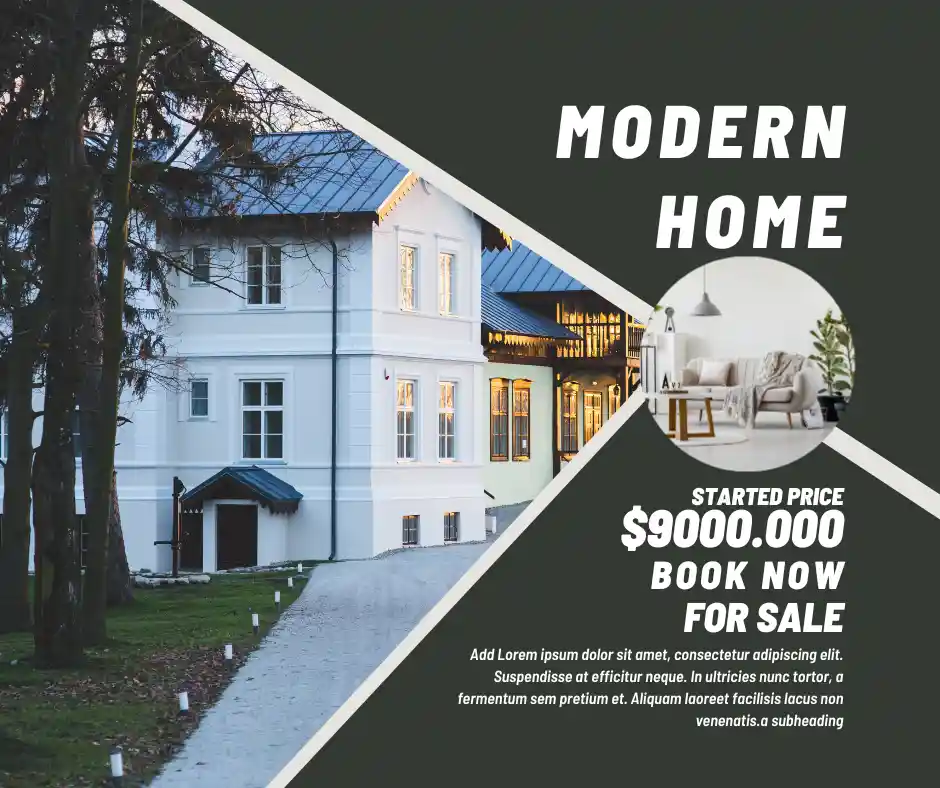 MODERN
HOME
STARTED PRICE
$9000.000
BOOK NOW
FOR SALE
Add Lorem ipsum dolor sit amet, consectetur adipiscing elit.
Suspendisse at efficitur neque. In ultricies nunc tortor, a
fermentum sem pretium et. Aliquam laoreet facilisis lacus non
venenatis.a subheading